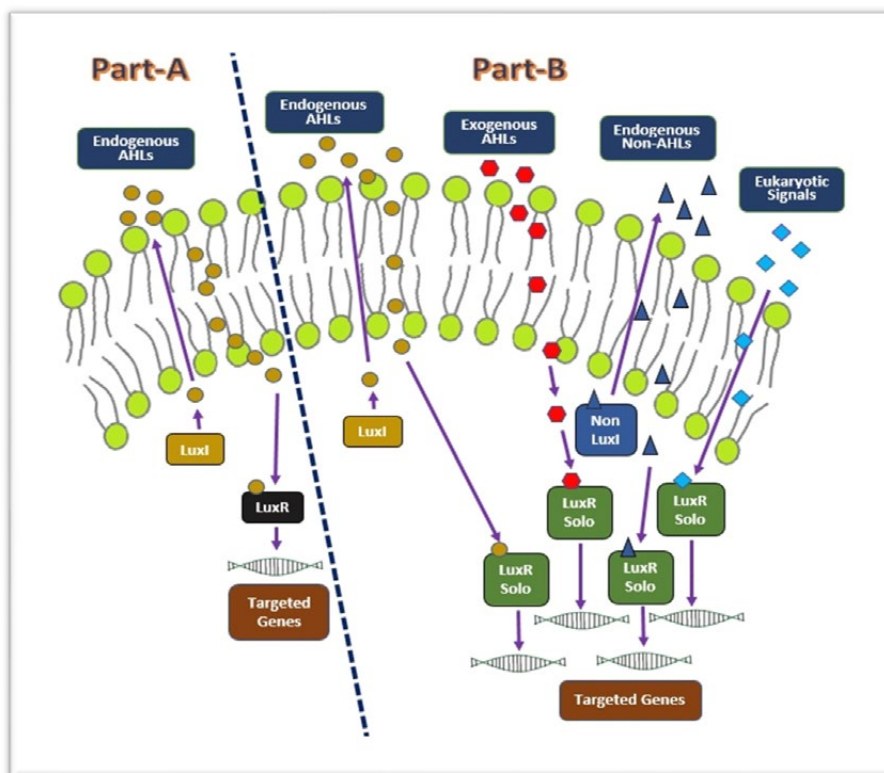 Part-A
Part-B
Endogenous
AHLs
Endogenous
AHLs
Exogenous
AHLs
Endogenous
Non-AHLs
Eukaryotic
Signals
LuxI
LuxI
Non
LuxI
LuxR
LuxR
Solo
LuxR
Solo
LuxR
Solo
LuxR
Solo
Targeted
Genes
Targeted Genes